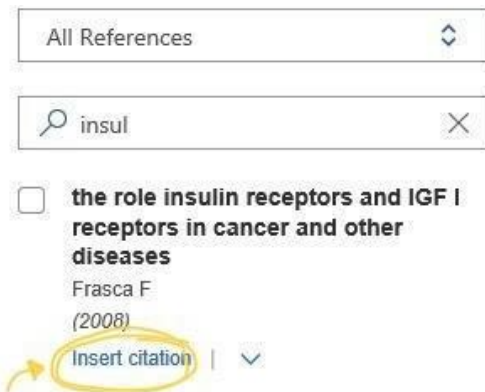 All References
insul
the role insulin receptors and IGF I
receptors in cancer and other
diseases
Frasca F
(2008)
Insert citation |